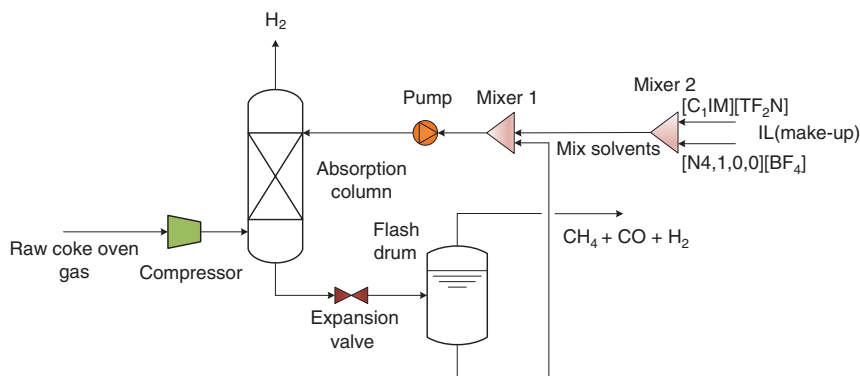 H₂
Pump
Mixer 1
Mixer 2
[C₁IM][TF₂N]
IL(make-up)
[N4,1,0,0][BF₄]
Mix solvents
Absorption
column
Raw coke oven
gas
Compressor
Flash
drum
CH₄ + CO + H₂
Expansion
valve